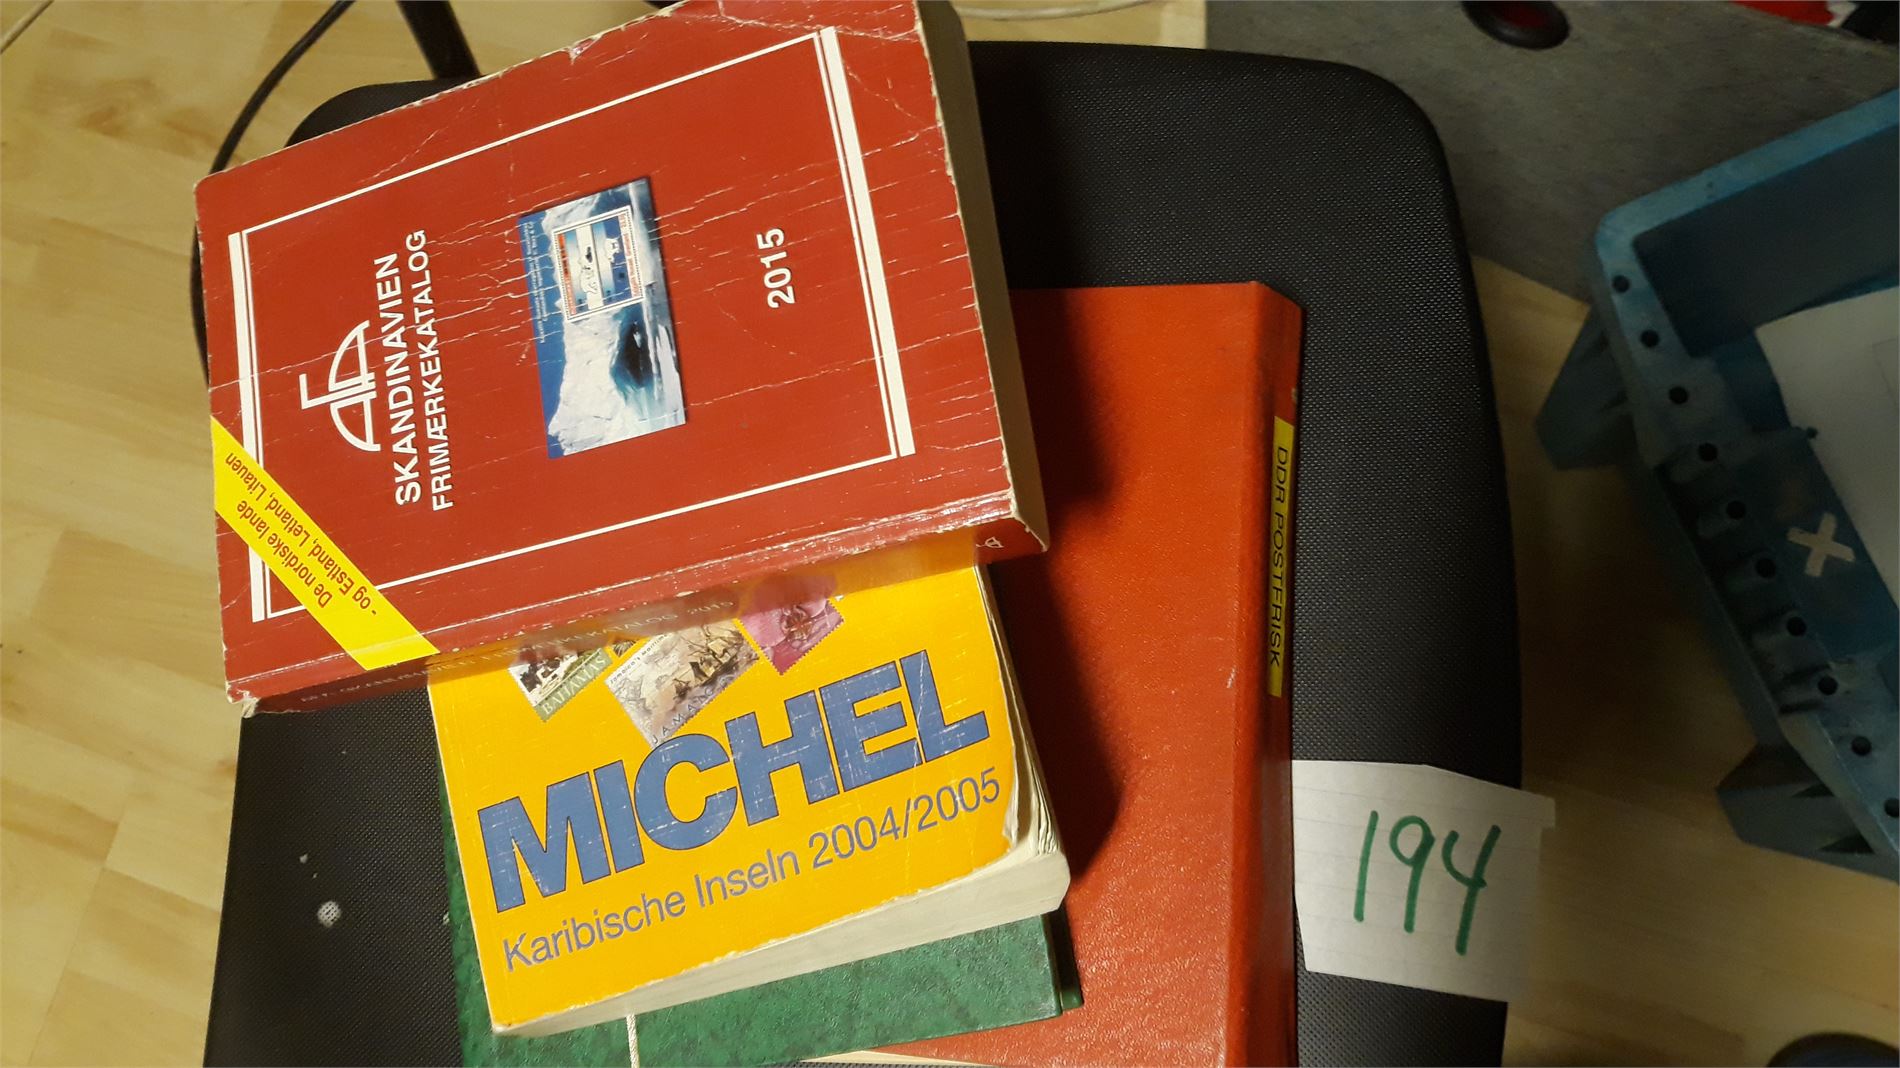 AFA
SKANDINAVIEN
FRIMÆRKEKATALOG
2015
De nordiske lande
- og Estland, Letland, Litauen
BAHAMAS
JAMA
MICHEL
Karibische Inseln 2004/2005
DDR POSTFRISK
194